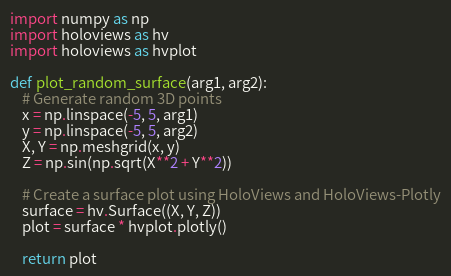 import numpy as np
import holoviews as hv
import holoviews as hvplot

def plot_random_surface(arg1, arg2):
    # Generate random 3D points
    x = np.linspace(-5, 5, arg1)
    y = np.linspace(-5, 5, arg2)
    X, Y = np.meshgrid(x, y)
    Z = np.sin(np.sqrt(X**2 + Y**2))

    # Create a surface plot using HoloViews and HoloViews-Plotly
    surface = hv.Surface((X, Y, Z))
    plot = surface * hvplot.plotly()

    return plot